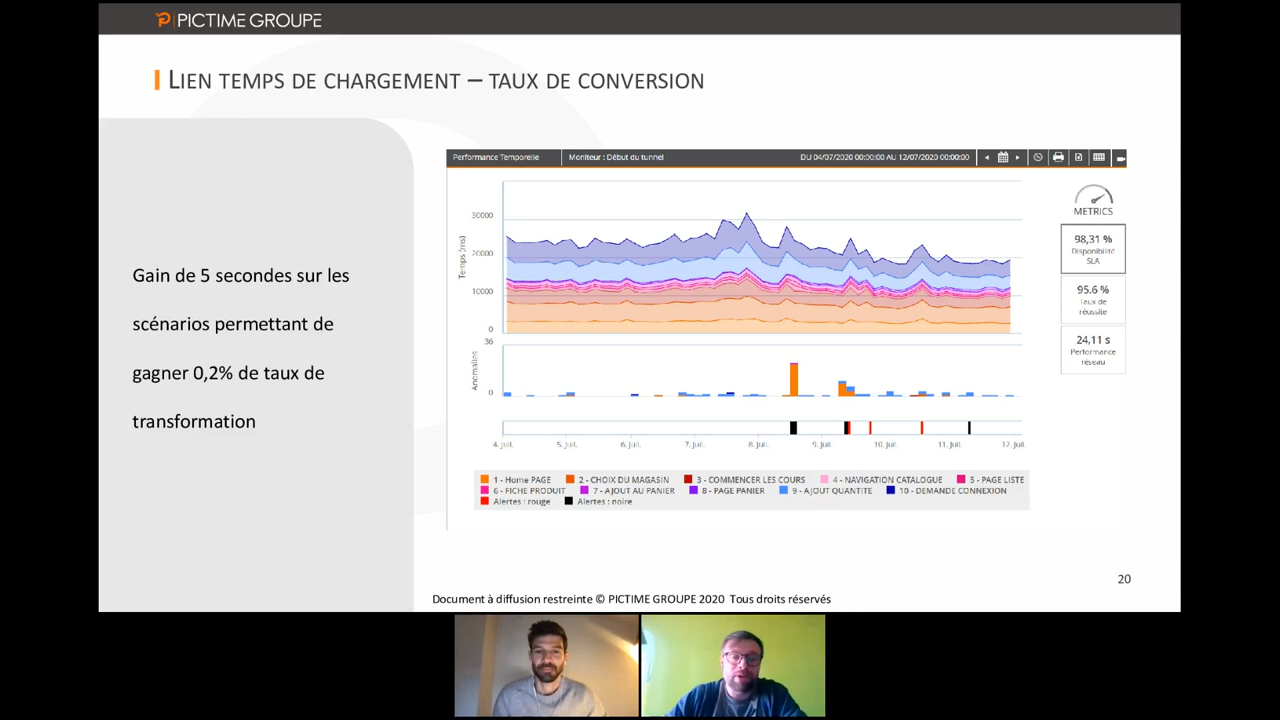 PICTIME GROUPE
LIEN TEMPS DE CHARGEMENT – TAUX DE CONVERSION
Gain de 5 secondes sur les
scénarios permettant de
gagner 0,2% de taux de
transformation
Performance Temporelle
Moniteur : Début du tunnel
DU 04/07/2020 00:00:00 AU 12/07/2020 00:00:00
METRICS
98,31 %
Disponibilité
SLA
95.6 %
Taux de
réussite
24,11 s
Performance
réseau
Temps (ms)
30000
20000
10000
0
Anomalies
36
0
4. Juil. 5. Juil. 6. Juil. 7. Juil. 8. Juil. 9. Juil. 10. Juil. 11. Juil. 12. Juil.
1 - Home PAGE 2 - CHOIX DU MAGASIN 3 - COMMENCER LES COURS 4 - NAVIGATION CATALOGUE 5 - PAGE LISTE
6 - FICHE PRODUIT 7 - AJOUT AU PANIER 8 - PAGE PANIER 9 - AJOUT QUANTITE 10 - DEMANDE CONNEXION
Alertes : rouge Alertes : noire
20
Document à diffusion restreinte © PICTIME GROUPE 2020 Tous droits réservés